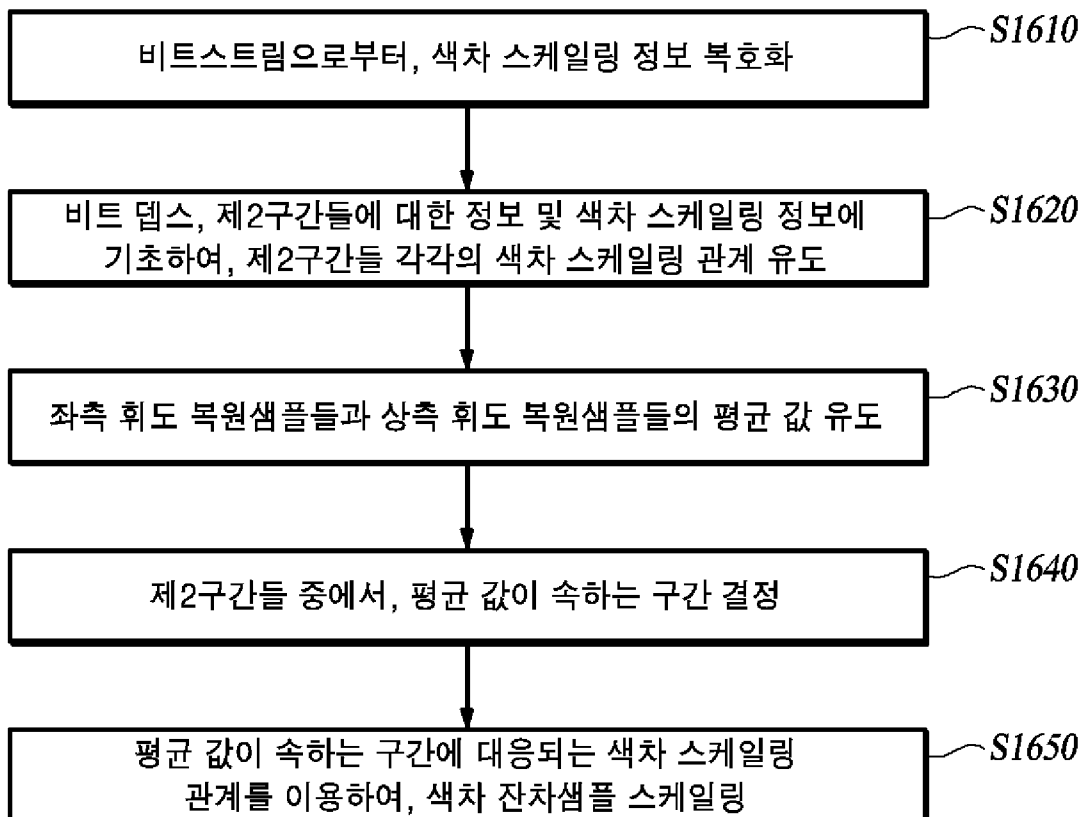 비트스트림으로부터, 색차 스케일링 정보 복호화
S1610
비트 뎁스, 제2구간들에 대한 정보 및 색차 스케일링 정보에
기초하여, 제2구간들 각각의 색차 스케일링 관계 유도
S1620
좌측 휘도 복원샘플들과 상측 휘도 복원샘플들의 평균 값 유도
S1630
제2구간들 중에서, 평균 값이 속하는 구간 결정
S1640
평균 값이 속하는 구간에 대응되는 색차 스케일링
관계를 이용하여, 색차 잔차샘플 스케일링
S1650